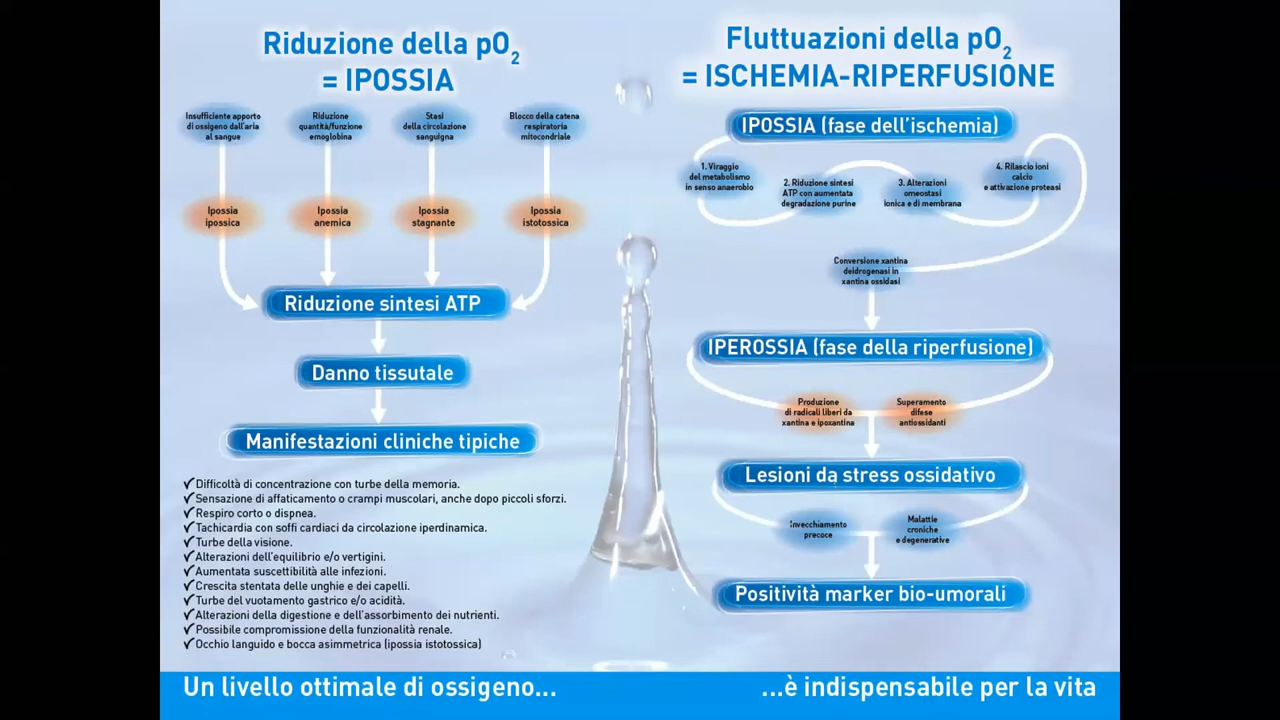 Riduzione della pO2
= IPOSSIA
Insufficiente apporto
di ossigeno dall'aria
al sangue
Riduzione
quantità/funzione
emoglobina
Stasi
della circolazione
sanguigna
Blocco della catena
respiratoria
mitocondriale
Ipossia
ipossica
Ipossia
anemica
Ipossia
stagnante
Ipossia
istotossica
Riduzione sintesi ATP
Danno tissutale
Manifestazioni cliniche tipiche
✓Difficoltà di concentrazione con turbe della memoria.
✓Sensazione di affaticamento o crampi muscolari, anche dopo piccoli sforzi.
✓Respiro corto o dispnea.
✓Tachicardia con soffi cardiaci da circolazione iperdinamica.
✓Turbe della visione.
✓Alterazioni dell'equilibrio e/o vertigini.
✓Aumentata suscettibilità alle infezioni.
✓Crescita stentata delle unghie e dei capelli.
✓Turbe del vuotamento gastrico e/o acidità.
✓Alterazioni della digestione e dell'assorbimento dei nutrienti.
✓Possibile compromissione della funzionalità renale.
✓Occhio languido e bocca asimmetrica (ipossia istotossica)
Fluttuazioni della pO2
= ISCHEMIA-RIPERFUSIONE
IPOSSIA (fase dell'ischemia)
1. Viraggio
del metabolismo
in senso anaerobio
2. Riduzione sintesi
ATP con aumentata
degradazione purine
3. Alterazioni
omeostasi
ionica e di membrana
4. Rilascio ioni
calcio
e attivazione proteasi
Conversione xantina
deidrogenasi in
xantina ossidasi
IPEROSSIA (fase della riperfusione)
Produzione
di radicali liberi da
xantina e ipoxantina
Superamento
difese
antiossidanti
Lesioni da stress ossidativo
Invecchiamento
precoce
Malattie
croniche
e degenerative
Positività marker bio-umorali
Un livello ottimale di ossigeno...
...è indispensabile per la vita